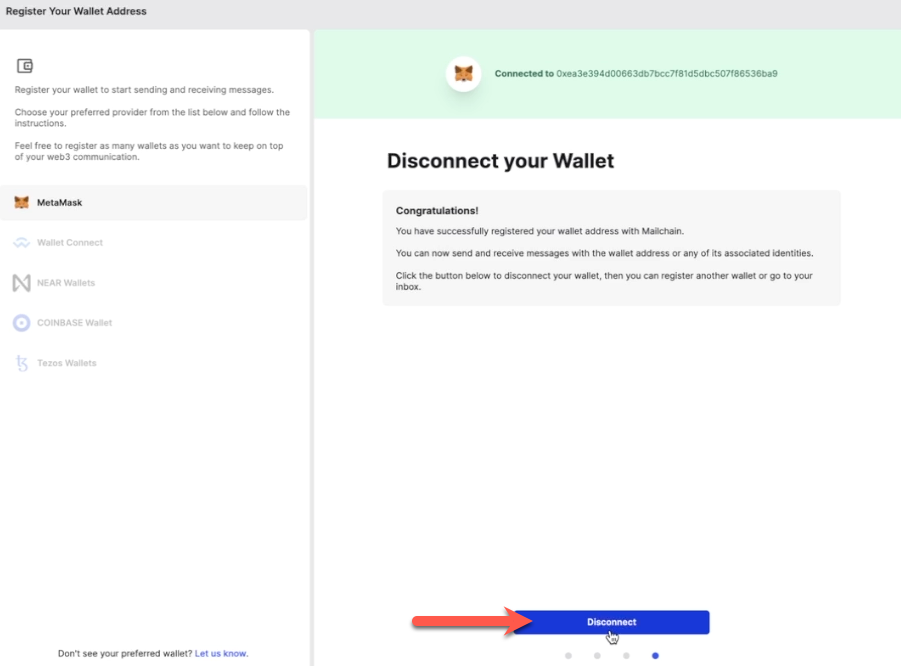 Register Your Wallet Address
Register your wallet to start sending and receiving messages.
Choose your preferred provider from the list below and follow the
instructions.
Feel free to register as many wallets as you want to keep on top
of your web3 communication.
MetaMask
Wallet Connect
NEAR Wallets
COINBASE Wallet
Tezos Wallets
Don't see your preferred wallet? Let us know.
Connected to 0xea3e394d00663db7bcc7f81d5dbc507f86536ba9
Disconnect your Wallet
Congratulations!
You have successfully registered your wallet address with Mailchain.
You can now send and receive messages with the wallet address or any of its associated identities.
Click the button below to disconnect your wallet, then you can register another wallet or go to your
inbox.
Disconnect